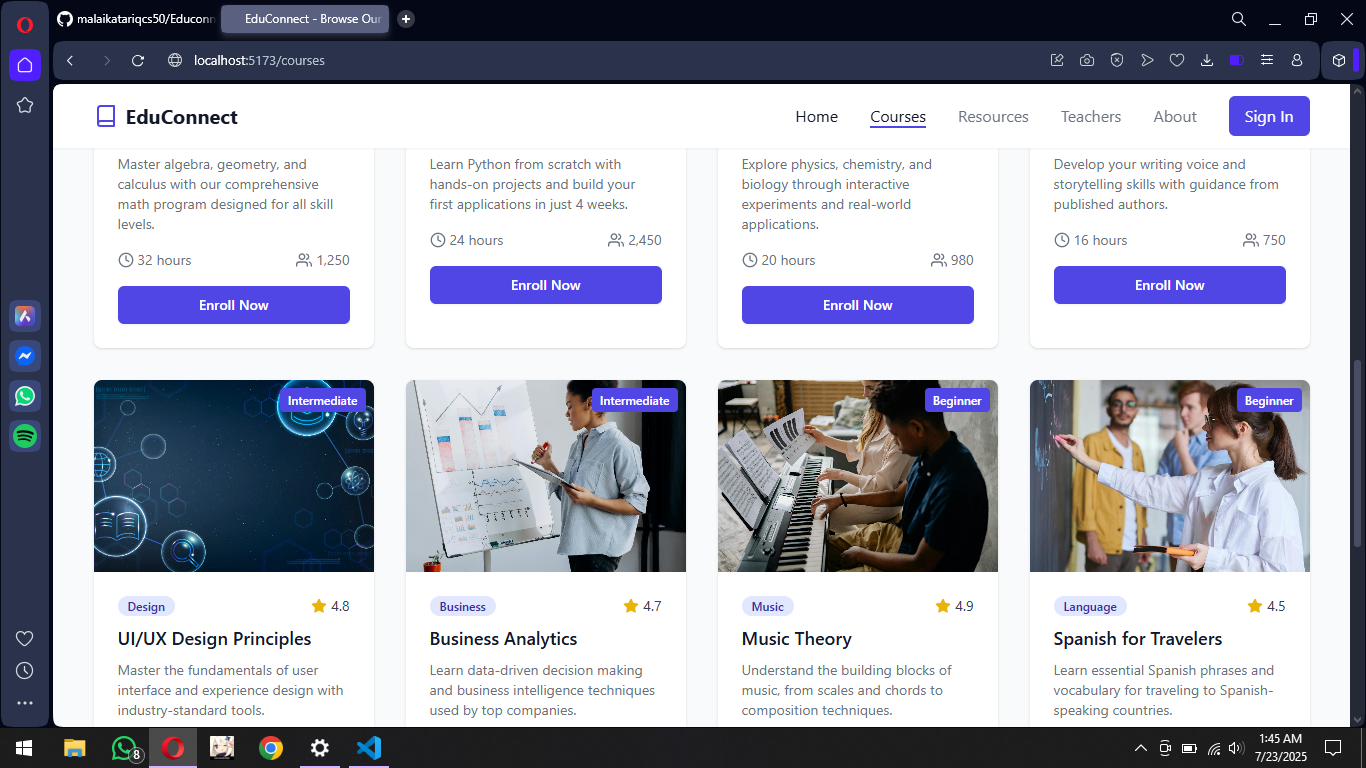 malaikatariqcs50/Educonn
EduConnect - Browse Our
localhost:5173/courses
EduConnect
Home
Courses
Resources
Teachers
About
Sign In
Master algebra, geometry, and
calculus with our comprehensive
math program designed for all skill
levels.
32 hours
1,250
Enroll Now
Learn Python from scratch with
hands-on projects and build your
first applications in just 4 weeks.
24 hours
2,450
Enroll Now
Explore physics, chemistry, and
biology through interactive
experiments and real-world
applications.
20 hours
980
Enroll Now
Develop your writing voice and
storytelling skills with guidance from
published authors.
16 hours
750
Enroll Now
Intermediate
Design
4.8
UI/UX Design Principles
Master the fundamentals of user
interface and experience design with
industry-standard tools.
Intermediate
Business
4.7
Business Analytics
Learn data-driven decision making
and business intelligence techniques
used by top companies.
Beginner
Music
4.9
Music Theory
Understand the building blocks of
music, from scales and chords to
composition techniques.
Beginner
Language
4.5
Spanish for Travelers
Learn essential Spanish phrases and
vocabulary for traveling to Spanish-
speaking countries.
8
1:45 AM
7/23/2025